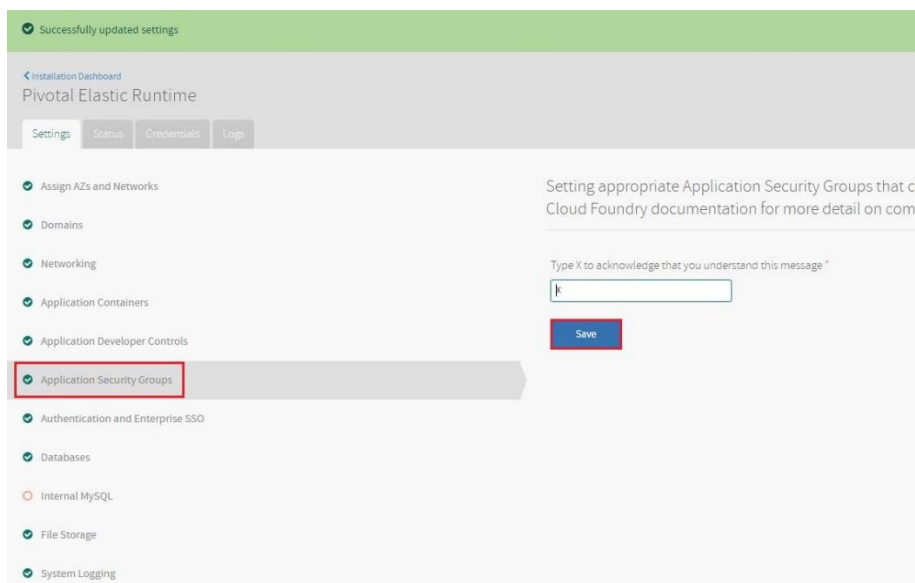 Successfully updated settings
Installation Dashboard
Pivotal Elastic Runtime
Settings Status Credentials Logs
Assign AZs and Networks
Domains
Networking
Application Containers
Application Developer Controls
Application Security Groups
Authentication and Enterprise SSO
Databases
Internal MySQL
File Storage
System Logging
Setting appropriate Application Security Groups that c
Cloud Foundry documentation for more detail on com
Type X to acknowledge that you understand this message *
X
Save